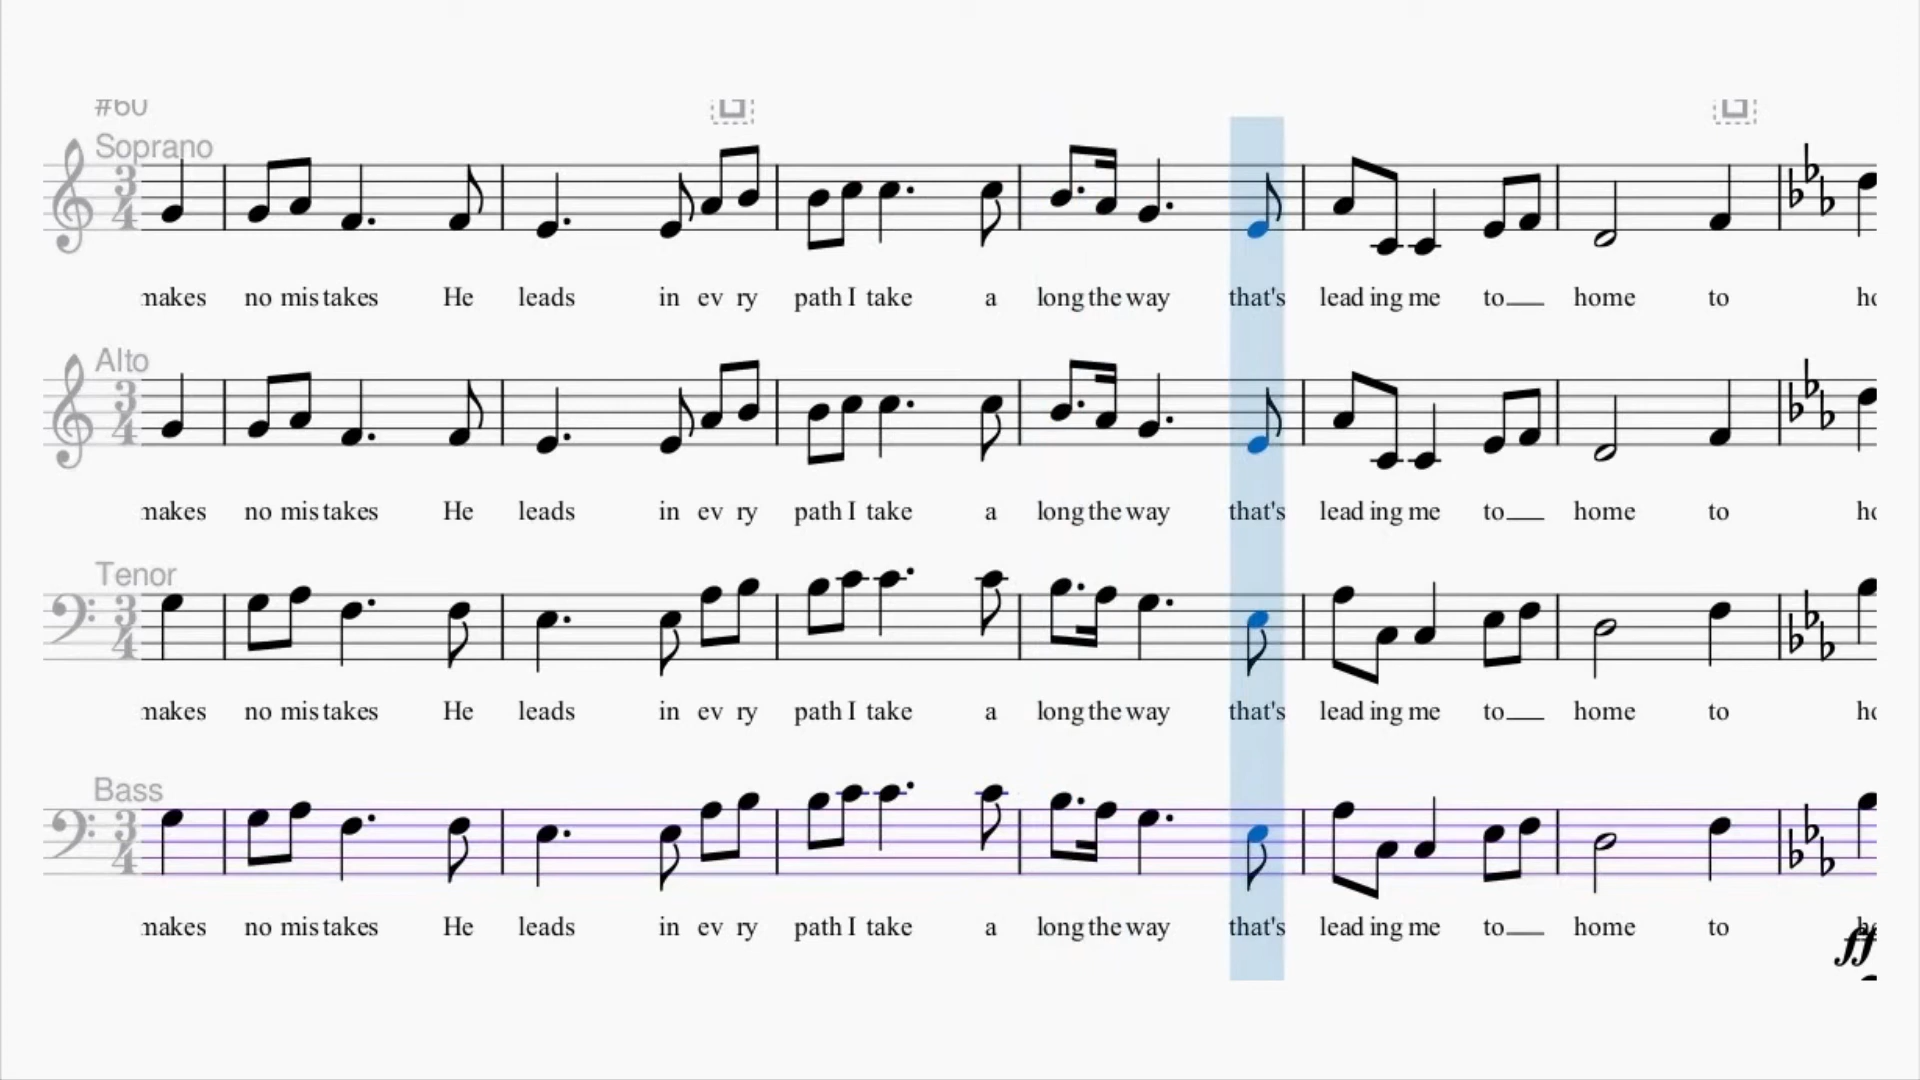 #60
Soprano
makes no mis takes He leads in ev ry path I take a long the way that's lead ing me to home to
Alto
makes no mis takes He leads in ev ry path I take a long the way that's lead ing me to home to
Tenor
makes no mis takes He leads in ev ry path I take a long the way that's lead ing me to home to
Bass
makes no mis takes He leads in ev ry path I take a long the way that's lead ing me to home to
ff